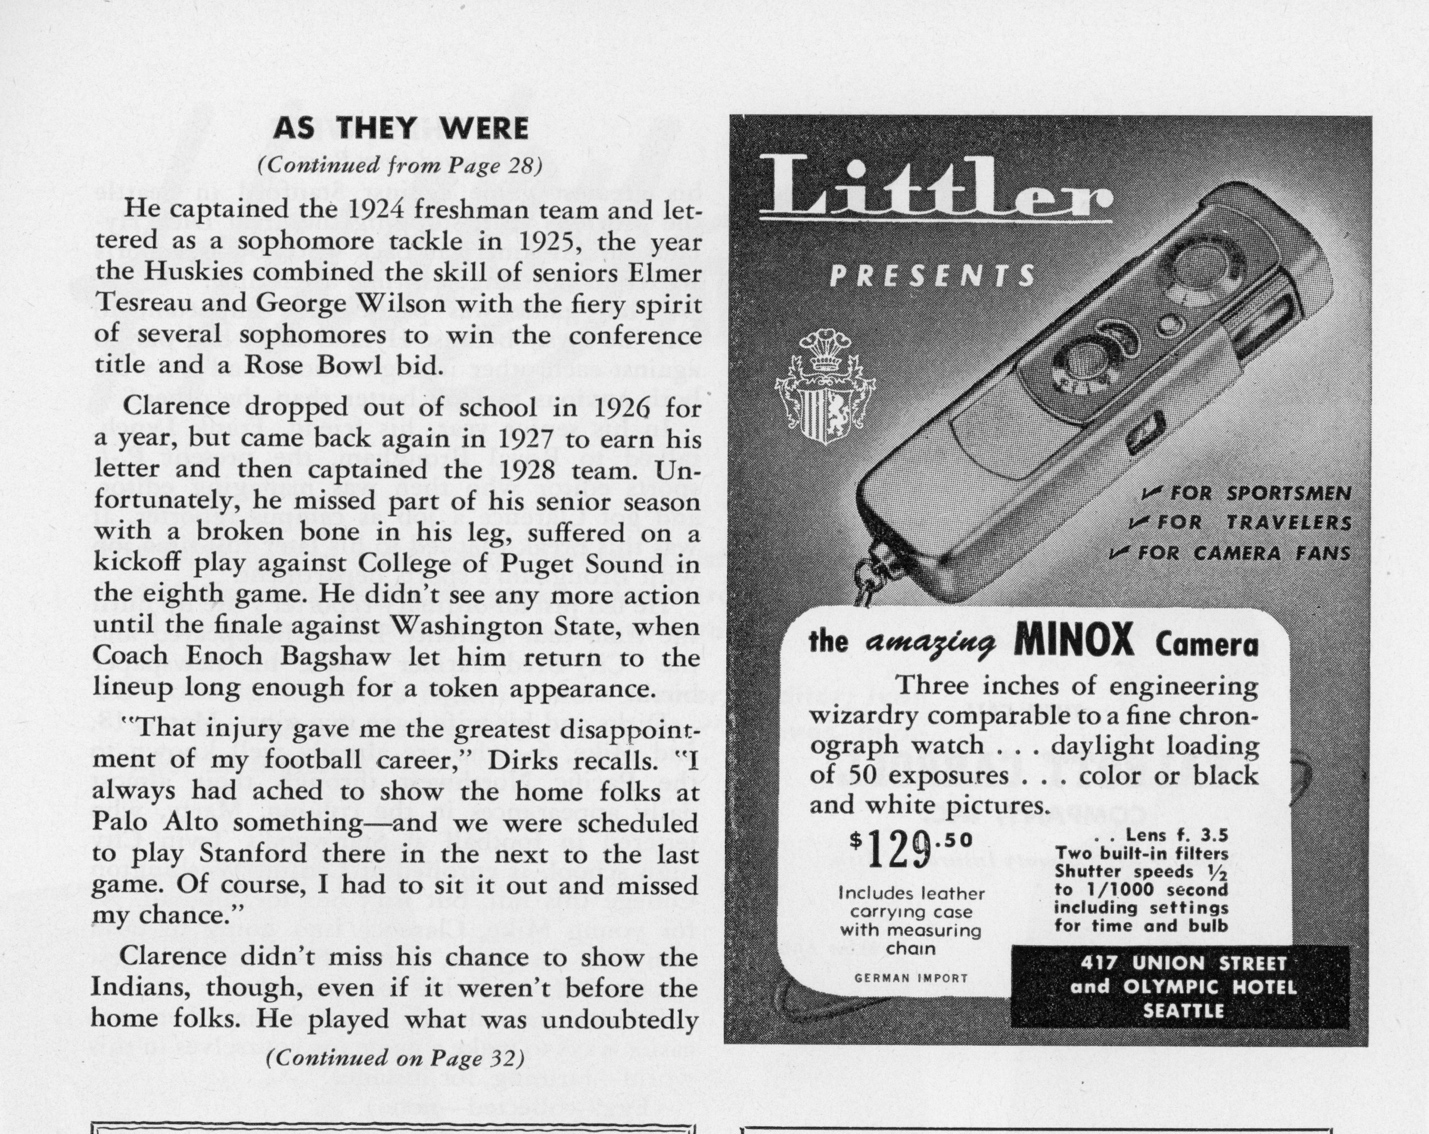 AS THEY WERE
(Continued from Page 28)
He captained the 1924 freshman team and let-
tered as a sophomore tackle in 1925, the year
the Huskies combined the skill of seniors Elmer
Tesreau and George Wilson with the fiery spirit
of several sophomores to win the conference
title and a Rose Bowl bid.
Clarence dropped out of school in 1926 for
a year, but came back again in 1927 to earn his
letter and then captained the 1928 team. Un-
fortunately, he missed part of his senior season
with a broken bone in his leg, suffered on a
kickoff play against College of Puget Sound in
the eighth game. He didn't see any more action
until the finale against Washington State, when
Coach Enoch Bagshaw let him return to the
lineup long enough for a token appearance.
"That injury gave me the greatest disappoint-
ment of my football career," Dirks recalls. "I
always had ached to show the home folks at
Palo Alto something—and we were scheduled
to play Stanford there in the next to the last
game. Of course, I had to sit it out and missed
my chance."
Clarence didn't miss his chance to show the
Indians, though, even if it weren't before the
home folks. He played what was undoubtedly
(Continued on Page 32)
Littler
PRESENTS
FOR SPORTSMEN
FOR TRAVELERS
FOR CAMERA FANS
the amazing MINOX Camera
Three inches of engineering
wizardry comparable to a fine chron-
ograph watch . . . daylight loading
of 50 exposures . . . color or black
and white pictures.
$129.50
Includes leather
carrying case
with measuring
chain
GERMAN IMPORT
. . Lens f. 3.5
Two built-in filters
Shutter speeds ½
to 1/1000 second
including settings
for time and bulb
417 UNION STREET
and OLYMPIC HOTEL
SEATTLE